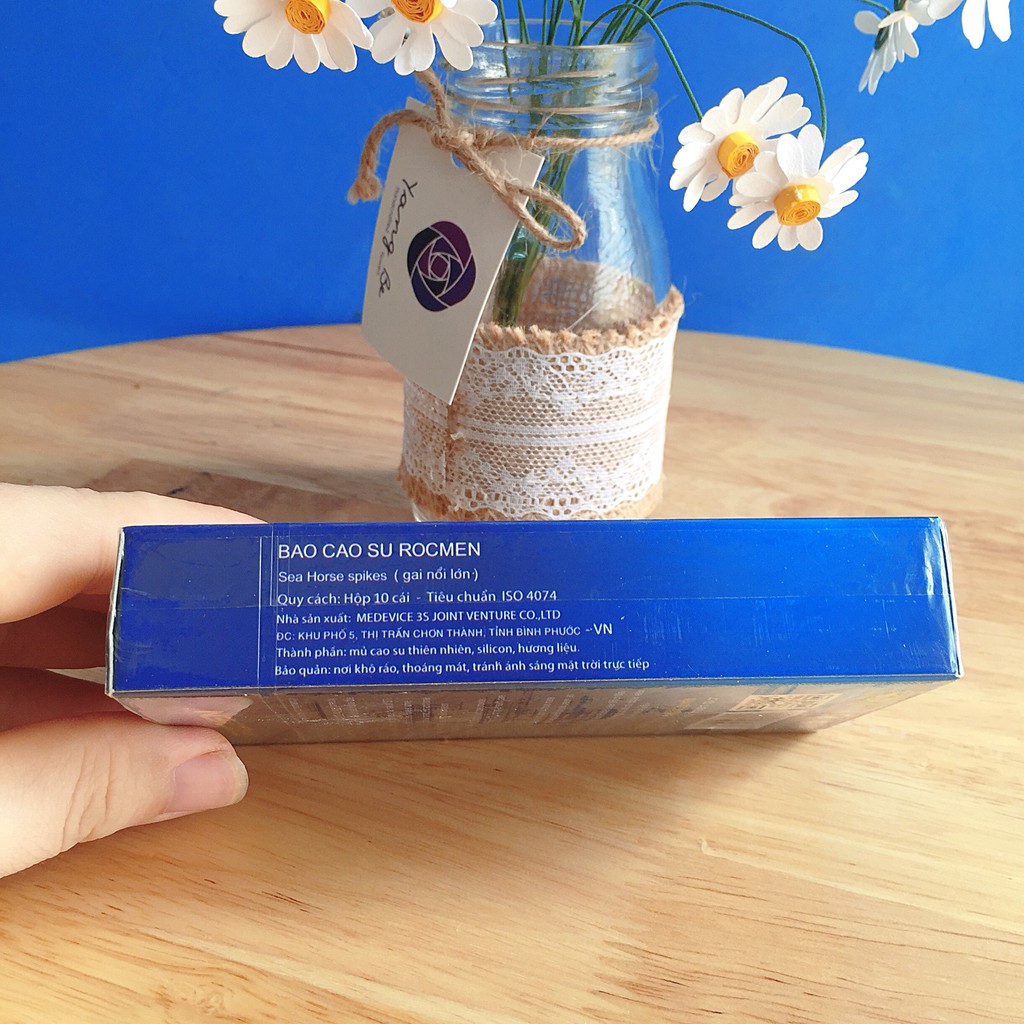 Yang Bé
BAO CAO SU ROCMEN
Sea Horse spikes ( gai nổi lớn )
Quy cách: Hộp 10 cái - Tiêu chuẩn ISO 4074
Nhà sản xuất: MEDEVICE 3S JOINT VENTURE CO.,LTD
ĐC: KHU PHỐ 5, THỊ TRẤN CHƠN THÀNH, TỈNH BÌNH PHƯỚC - VN
Thành phần: mủ cao su thiên nhiên, silicon, hương liệu.
Bảo quản: nơi khô ráo, thoáng mát, tránh ánh sáng mặt trời trực tiếp